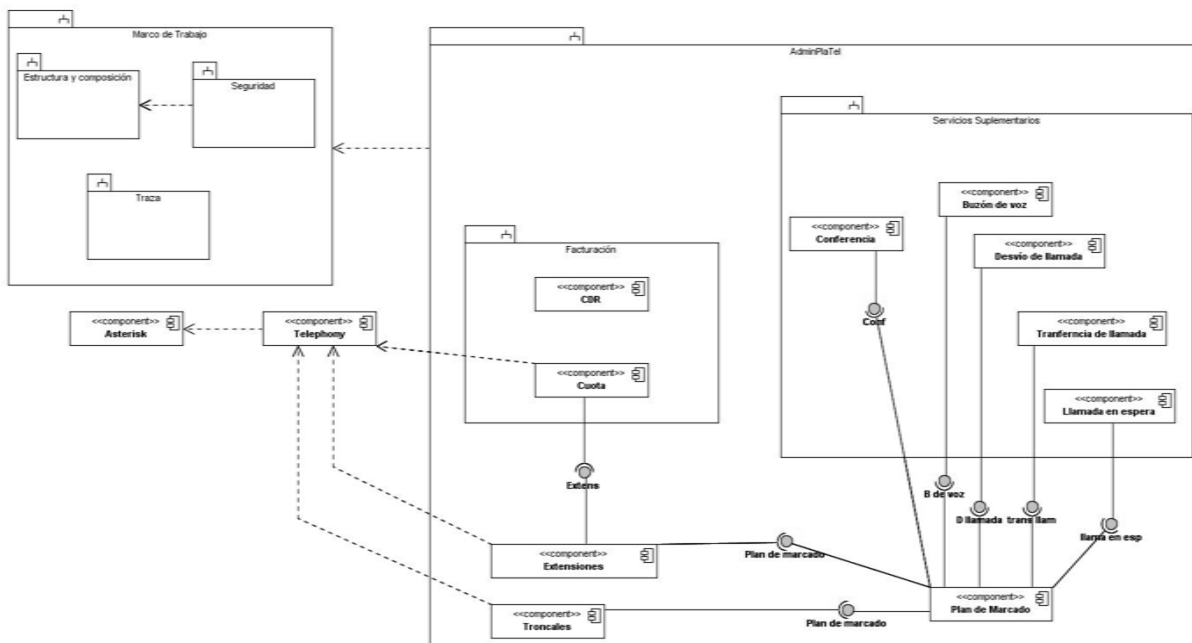 Marco de Trabajo
AdminPlaTel
Estructura y composición
Seguridad
Servicios Suplementarios
Traza
<<component>>
Buzón de voz
<<component>>
Conferencia
<<component>>
Desvío de llamada
Facturación
<<component>>
CDR
Conf
<<component>>
Asterisk
<<component>>
Telephony
<<component>>
Tranferncia de llamada
<<component>>
Cuota
<<component>>
Llamada en espera
Extens
B de voz
D llamada
trans llam
llama en esp
<<component>>
Extensiones
Plan de marcado
<<component>>
Plan de Marcado
<<component>>
Troncales
Plan de marcado